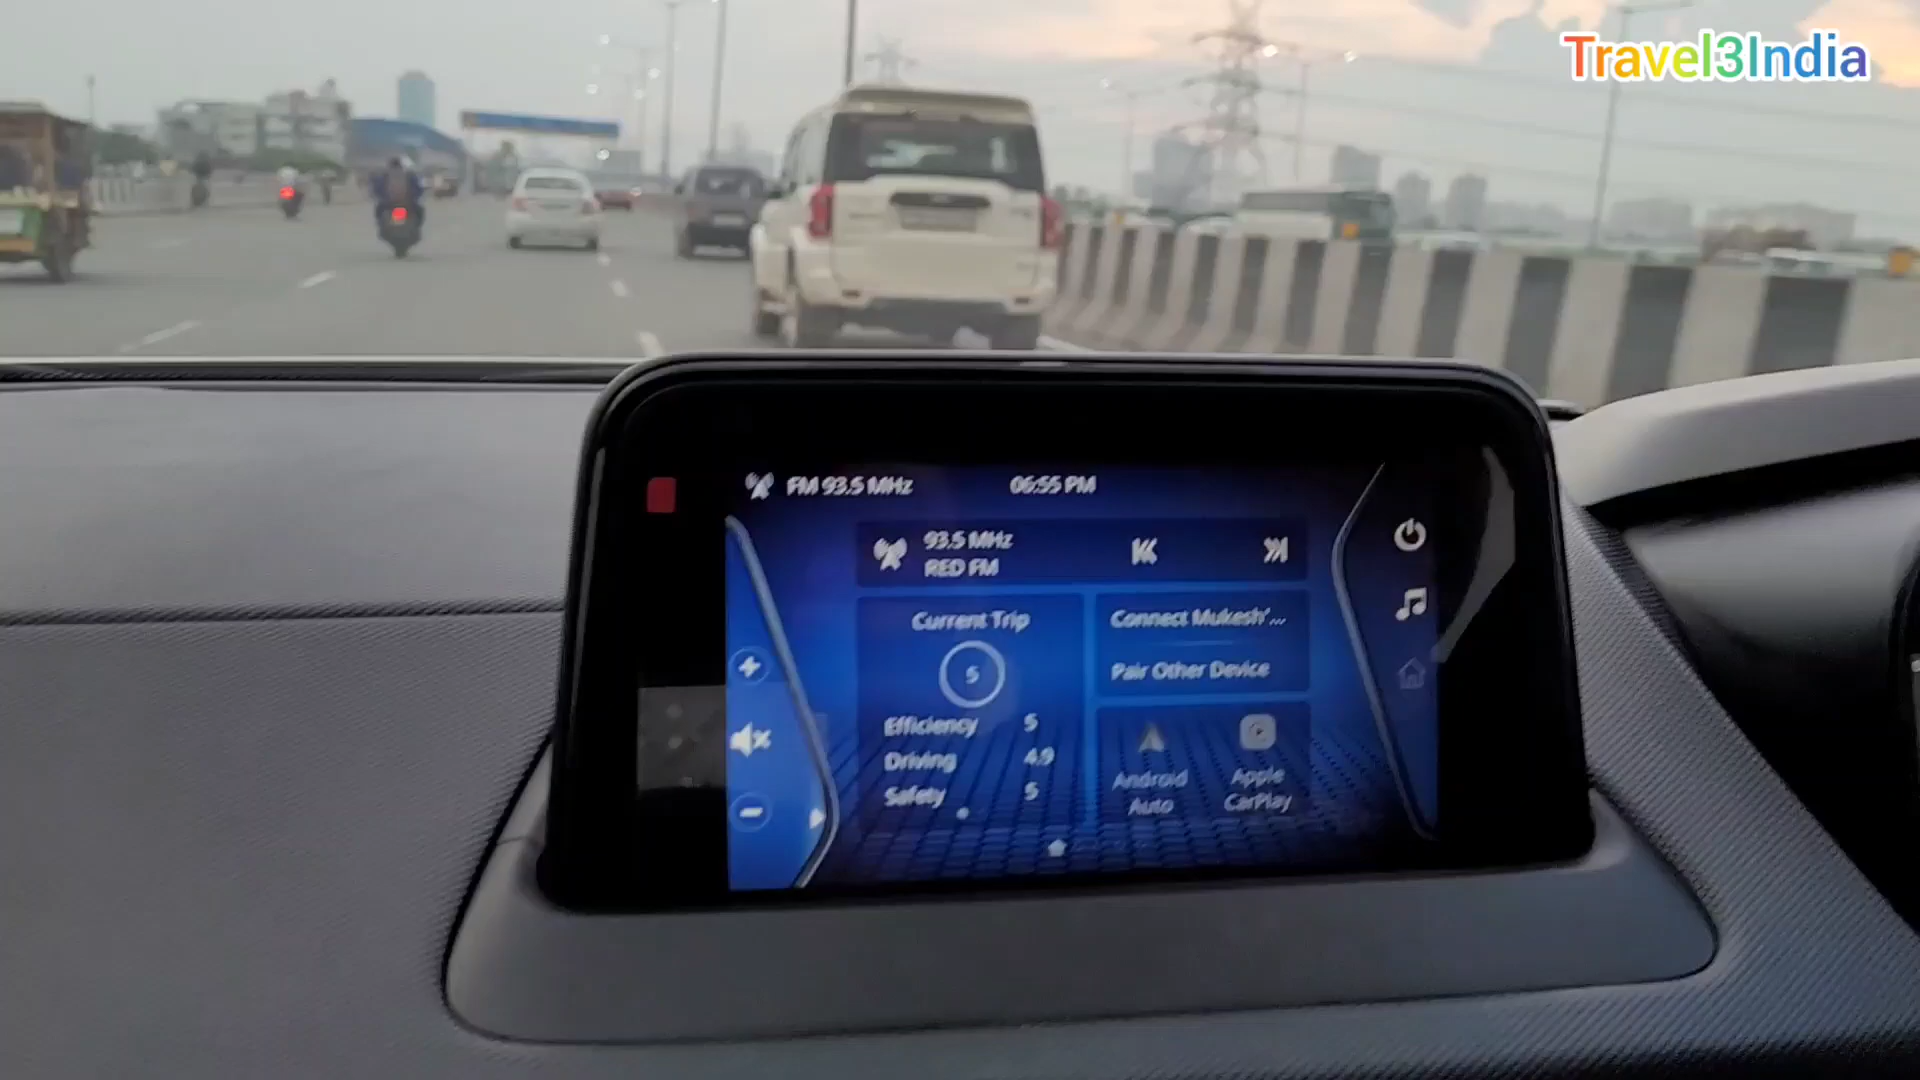 Travel3India
FM 93.5 MHz
06:55 PM
93.5 MHz
RED FM
Current Trip
5
Efficiency 5
Driving 4.9
Safety 5
Connect Mukesh'...
Pair Other Device
Android
Auto
Apple
CarPlay